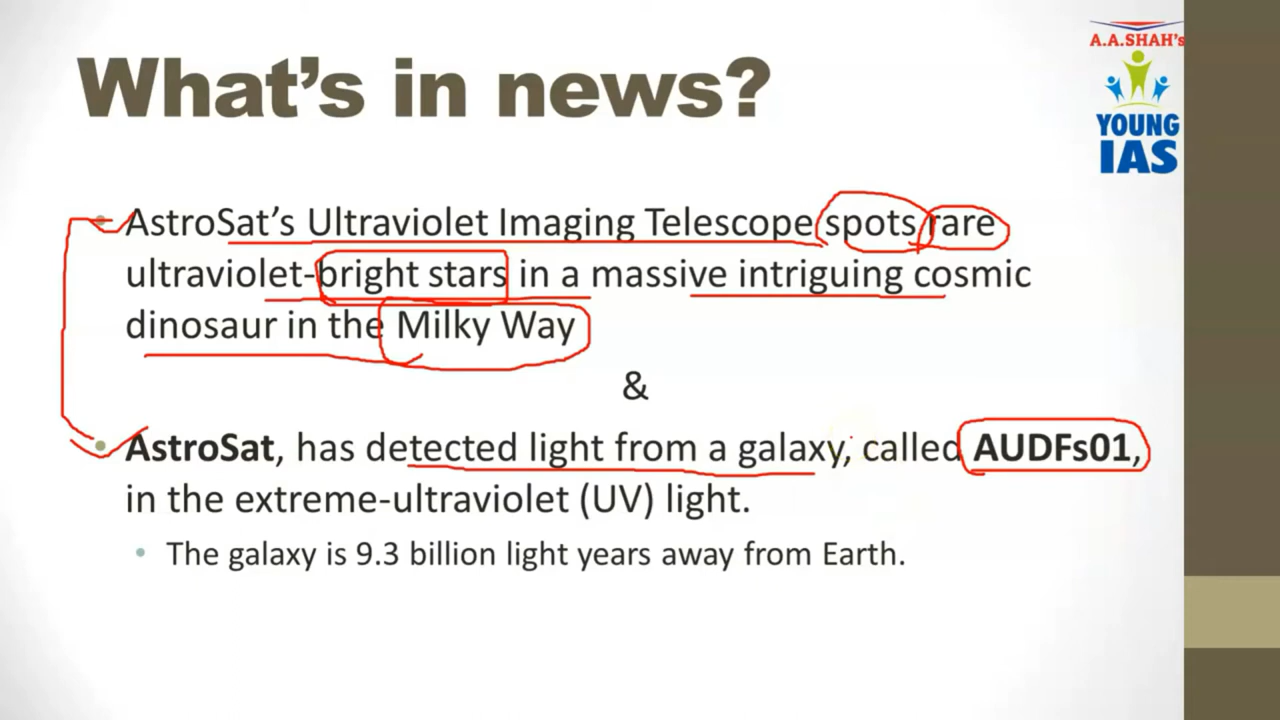 What's in news?
A.A.SHAH's
YOUNG
IAS
AstroSat's Ultraviolet Imaging Telescope spots rare
ultraviolet-bright stars in a massive intriguing cosmic
dinosaur in the Milky Way
&
AstroSat, has detected light from a galaxy, called AUDFs01,
in the extreme-ultraviolet (UV) light.
The galaxy is 9.3 billion light years away from Earth.